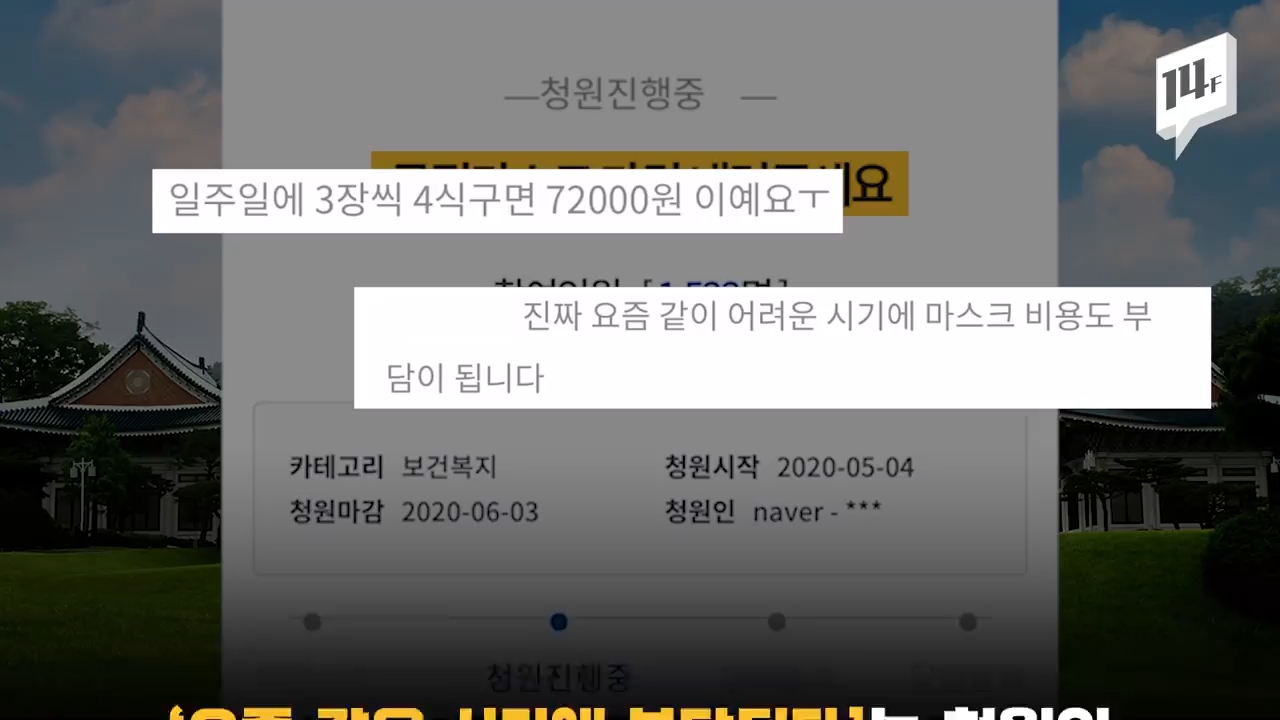 14F
—청원진행중 —
일주일에 3장씩 4식구면 72000원 이예요ㅜ
진짜 요즘 같이 어려운 시기에 마스크 비용도 부
담이 됩니다
카테고리 보건복지 청원시작 2020-05-04
청원마감 2020-06-03 청원인 naver - ***
청원진행중